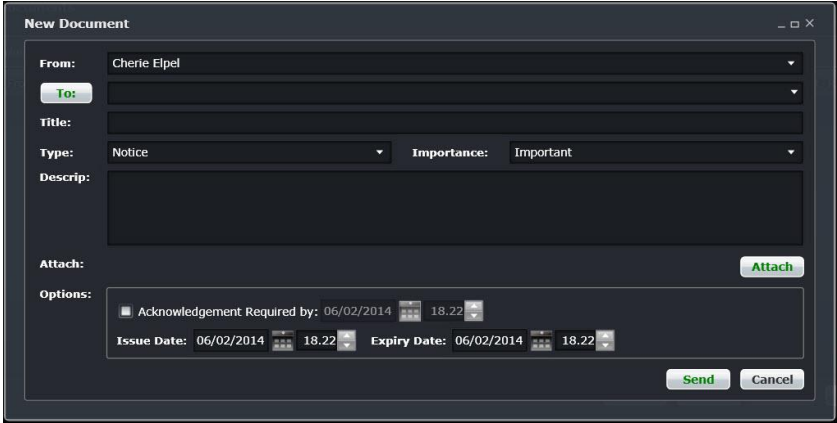 New Document
From: Cherie Elpel
To:
Title:
Type: Notice Importance: Important
Descrip:
Attach: Attach
Options:
Acknowledgement Required by: 06/02/2014 18.22
Issue Date: 06/02/2014 18.22 Expiry Date: 06/02/2014 18.22
Send Cancel